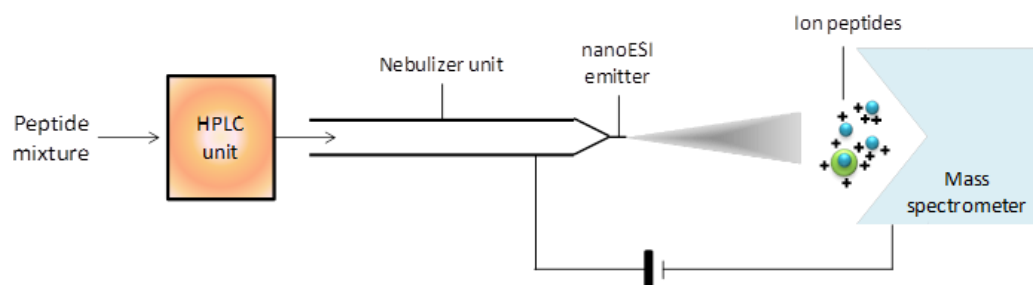 Peptide
mixture
HPLC
unit
Nebulizer unit
nanoESI
emitter
Ion peptides
Mass
spectrometer